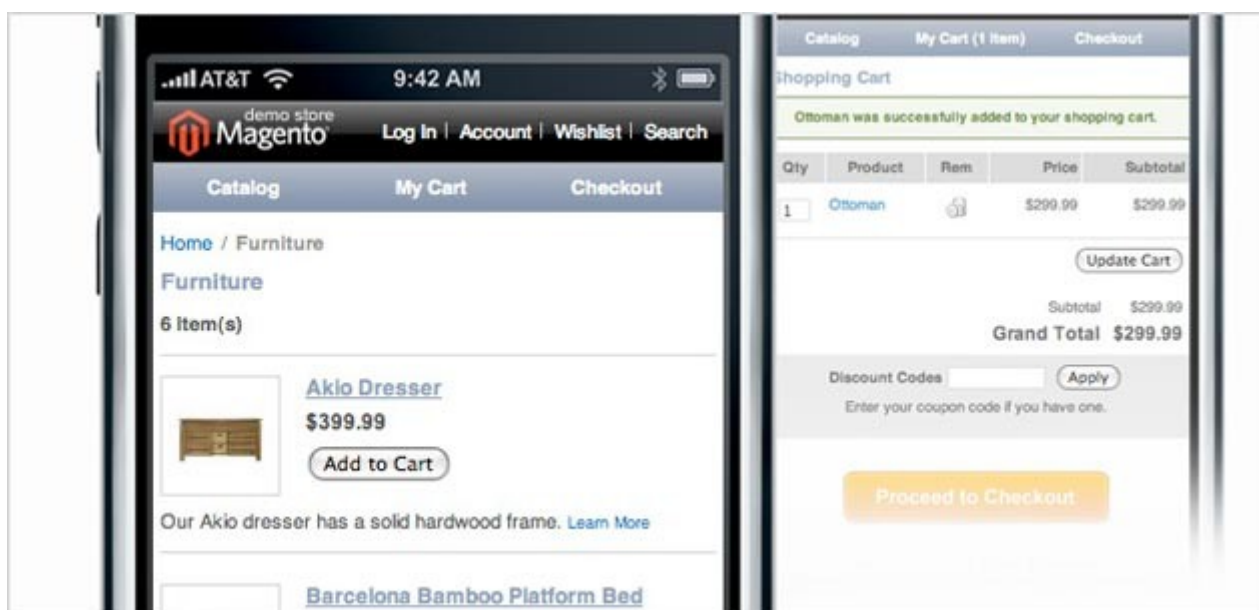 AT&T 9:42 AM
demo store
Magento
Log In | Account | Wishlist | Search
Catalog My Cart Checkout
Home / Furniture
Furniture
6 Item(s)
Akio Dresser
$399.99
Add to Cart
Our Akio dresser has a solid hardwood frame. Learn More
Barcelona Bamboo Platform Bed
Catalog My Cart (1 Item) Checkout
Shopping Cart
Ottoman was successfully added to your shopping cart.
Qty Product Rem Price Subtotal
1 Ottoman $299.99 $299.99
Update Cart
Subtotal $299.99
Grand Total $299.99
Discount Codes Apply
Enter your coupon code if you have one.
Proceed to Checkout